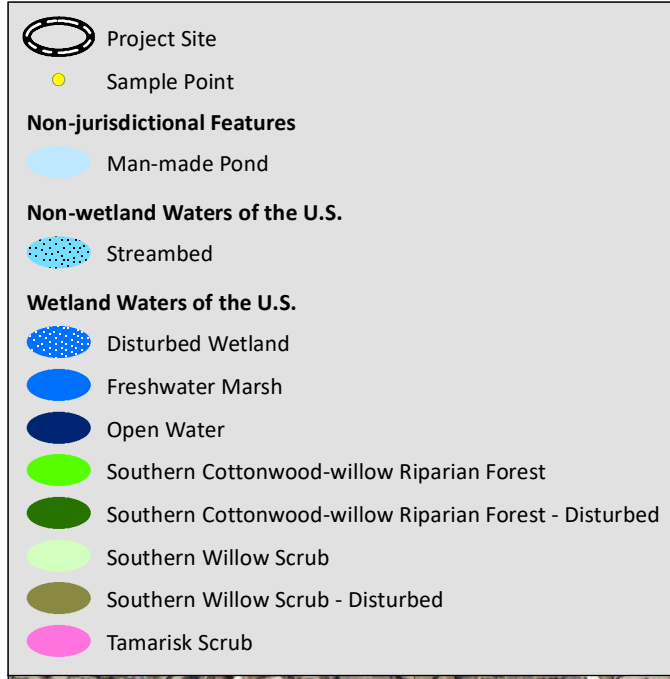 Project Site
Sample Point
Non-jurisdictional Features
Man-made Pond
Non-wetland Waters of the U.S.
Streambed
Wetland Waters of the U.S.
Disturbed Wetland
Freshwater Marsh
Open Water
Southern Cottonwood-willow Riparian Forest
Southern Cottonwood-willow Riparian Forest - Disturbed
Southern Willow Scrub
Southern Willow Scrub - Disturbed
Tamarisk Scrub